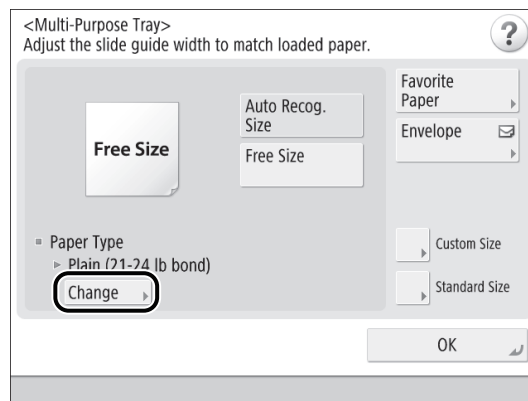 <Multi-Purpose Tray>
Adjust the slide guide width to match loaded paper.
?
Free Size
Auto Recog.
Size
Free Size
Favorite
Paper
Envelope
Paper Type
Plain (21-24 lb bond)
Change
Custom Size
Standard Size
OK